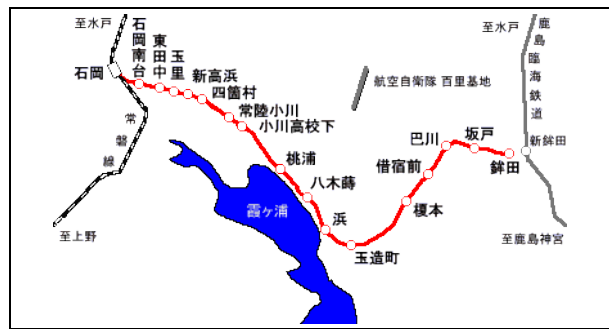 至水戸
石岡
石岡南台
東田中
玉里
新高浜
四箇村
常陸小川
小川高校下
桃浦
八木蒔
浜
玉造町
榎本
借宿前
巴川
坂戸
鉾田
新鉾田
至水戸
鹿島臨海鉄道
航空自衛隊 百里基地
常磐線
至上野
霞ヶ浦
至鹿島神宮